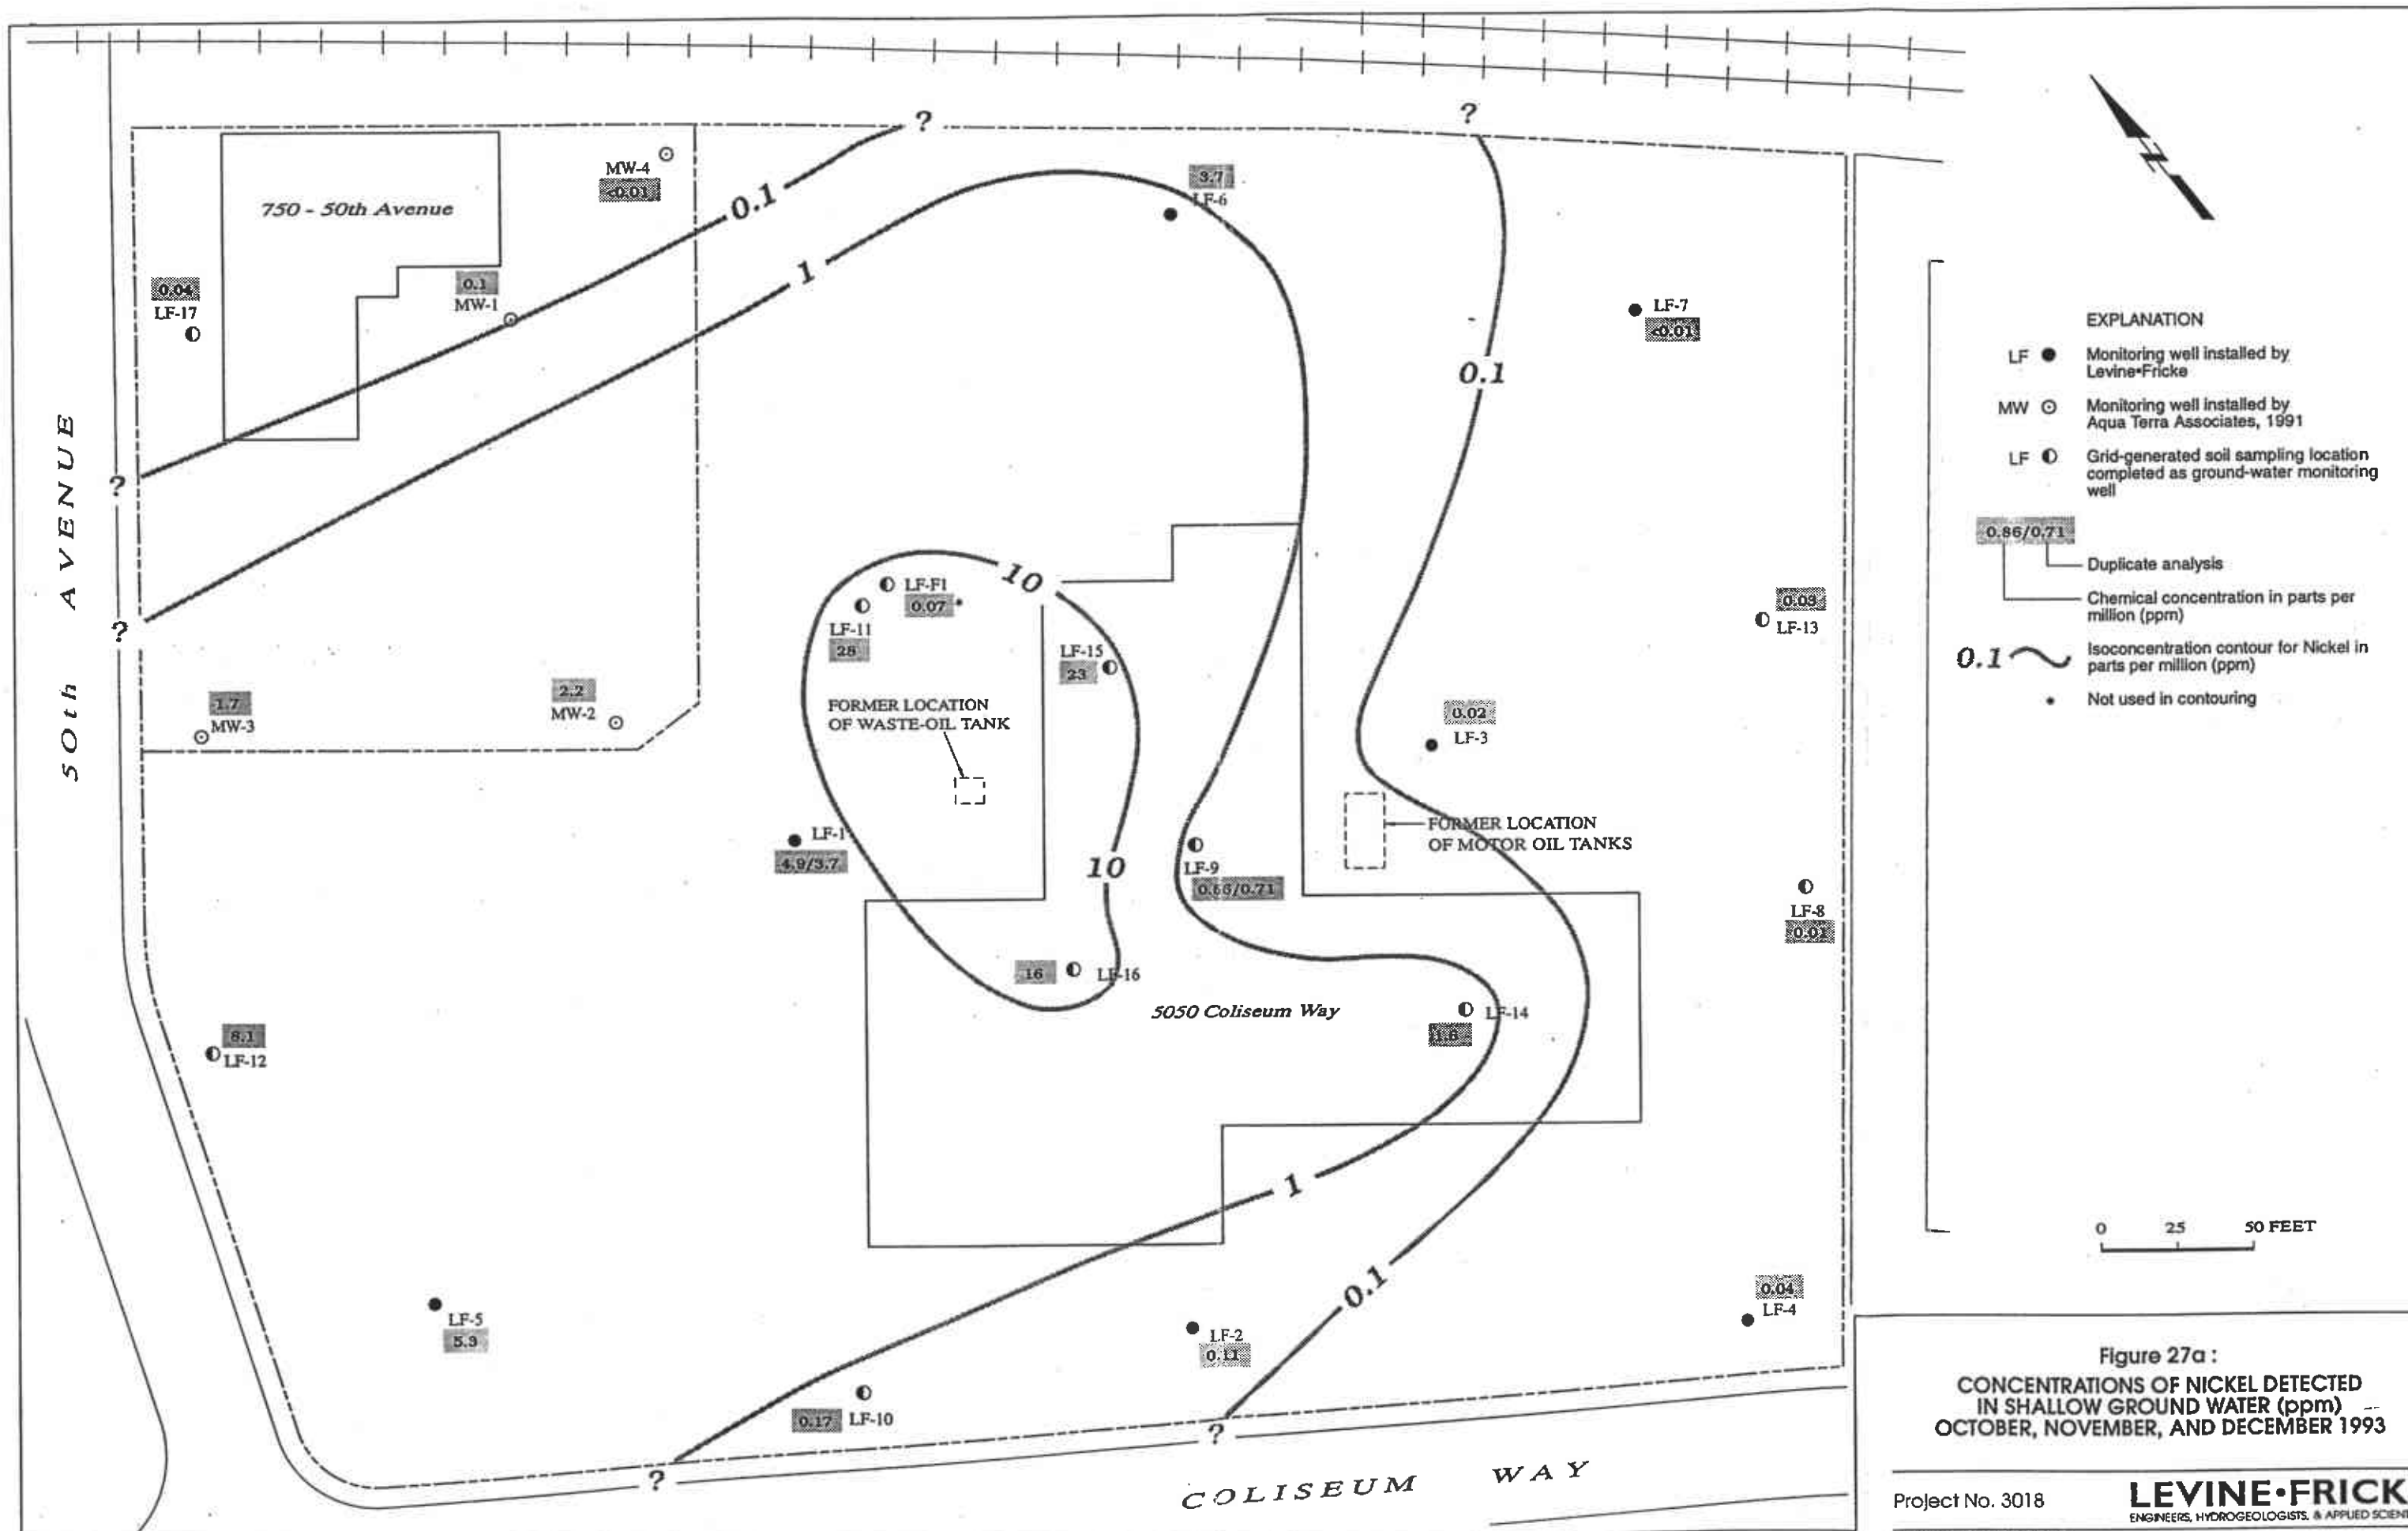 ?
?
MW-4
<0.01
3.7
LF-6
750 - 50th Avenue
0.1
1
0.04
LF-17
0.1
MW-1
LF-7
<0.01
0.1
50th AVENUE
?
?
10
LF-F1
0.07 *
LF-11
28
LF-15
23
0.03
LF-13
1.7
MW-3
2.2
MW-2
FORMER LOCATION
OF WASTE-OIL TANK
0.02
LF-3
LF-1
4.9/3.7
10
LF-9
0.86/0.71
FORMER LOCATION
OF MOTOR OIL TANKS
LF-8
0.01
16
LF-16
5050 Coliseum Way
LF-14
8.1
LF-12
1
0.1
LF-5
5.3
LF-2
0.11
0.04
LF-4
0.17
LF-10
?
?
COLISEUM WAY
EXPLANATION
LF
Monitoring well installed by
Levine•Fricke
MW
Monitoring well installed by
Aqua Terra Associates, 1991
LF
Grid-generated soil sampling location
completed as ground-water monitoring
well
0.86/0.71
Duplicate analysis
Chemical concentration in parts per
million (ppm)
0.1
Isoconcentration contour for Nickel in
parts per million (ppm)
* Not used in contouring
0 25 50 FEET
Figure 27a :
CONCENTRATIONS OF NICKEL DETECTED
IN SHALLOW GROUND WATER (ppm)
OCTOBER, NOVEMBER, AND DECEMBER 1993
Project No. 3018
LEVINE•FRICK
ENGINEERS, HYDROGEOLOGISTS, & APPLIED SCIEN